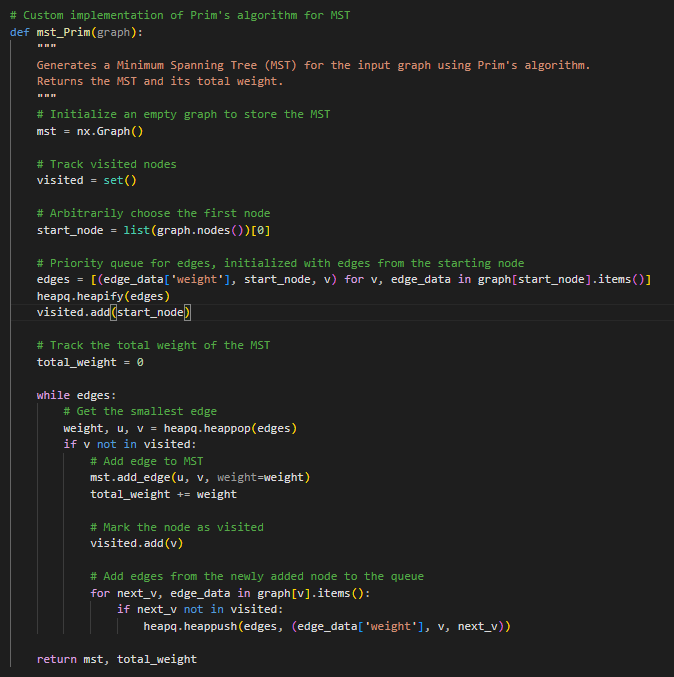 # Custom implementation of Prim's algorithm for MST
def mst_Prim(graph):
    """
    Generates a Minimum Spanning Tree (MST) for the input graph using Prim's algorithm.
    Returns the MST and its total weight.
    """
    # Initialize an empty graph to store the MST
    mst = nx.Graph()

    # Track visited nodes
    visited = set()

    # Arbitrarily choose the first node
    start_node = list(graph.nodes())[0]

    # Priority queue for edges, initialized with edges from the starting node
    edges = [(edge_data['weight'], start_node, v) for v, edge_data in graph[start_node].items()]
    heapq.heapify(edges)
    visited.add(start_node)

    # Track the total weight of the MST
    total_weight = 0

    while edges:
        # Get the smallest edge
        weight, u, v = heapq.heappop(edges)
        if v not in visited:
            # Add edge to MST
            mst.add_edge(u, v, weight=weight)
            total_weight += weight

            # Mark the node as visited
            visited.add(v)

            # Add edges from the newly added node to the queue
            for next_v, edge_data in graph[v].items():
                if next_v not in visited:
                    heapq.heappush(edges, (edge_data['weight'], v, next_v))

    return mst, total_weight